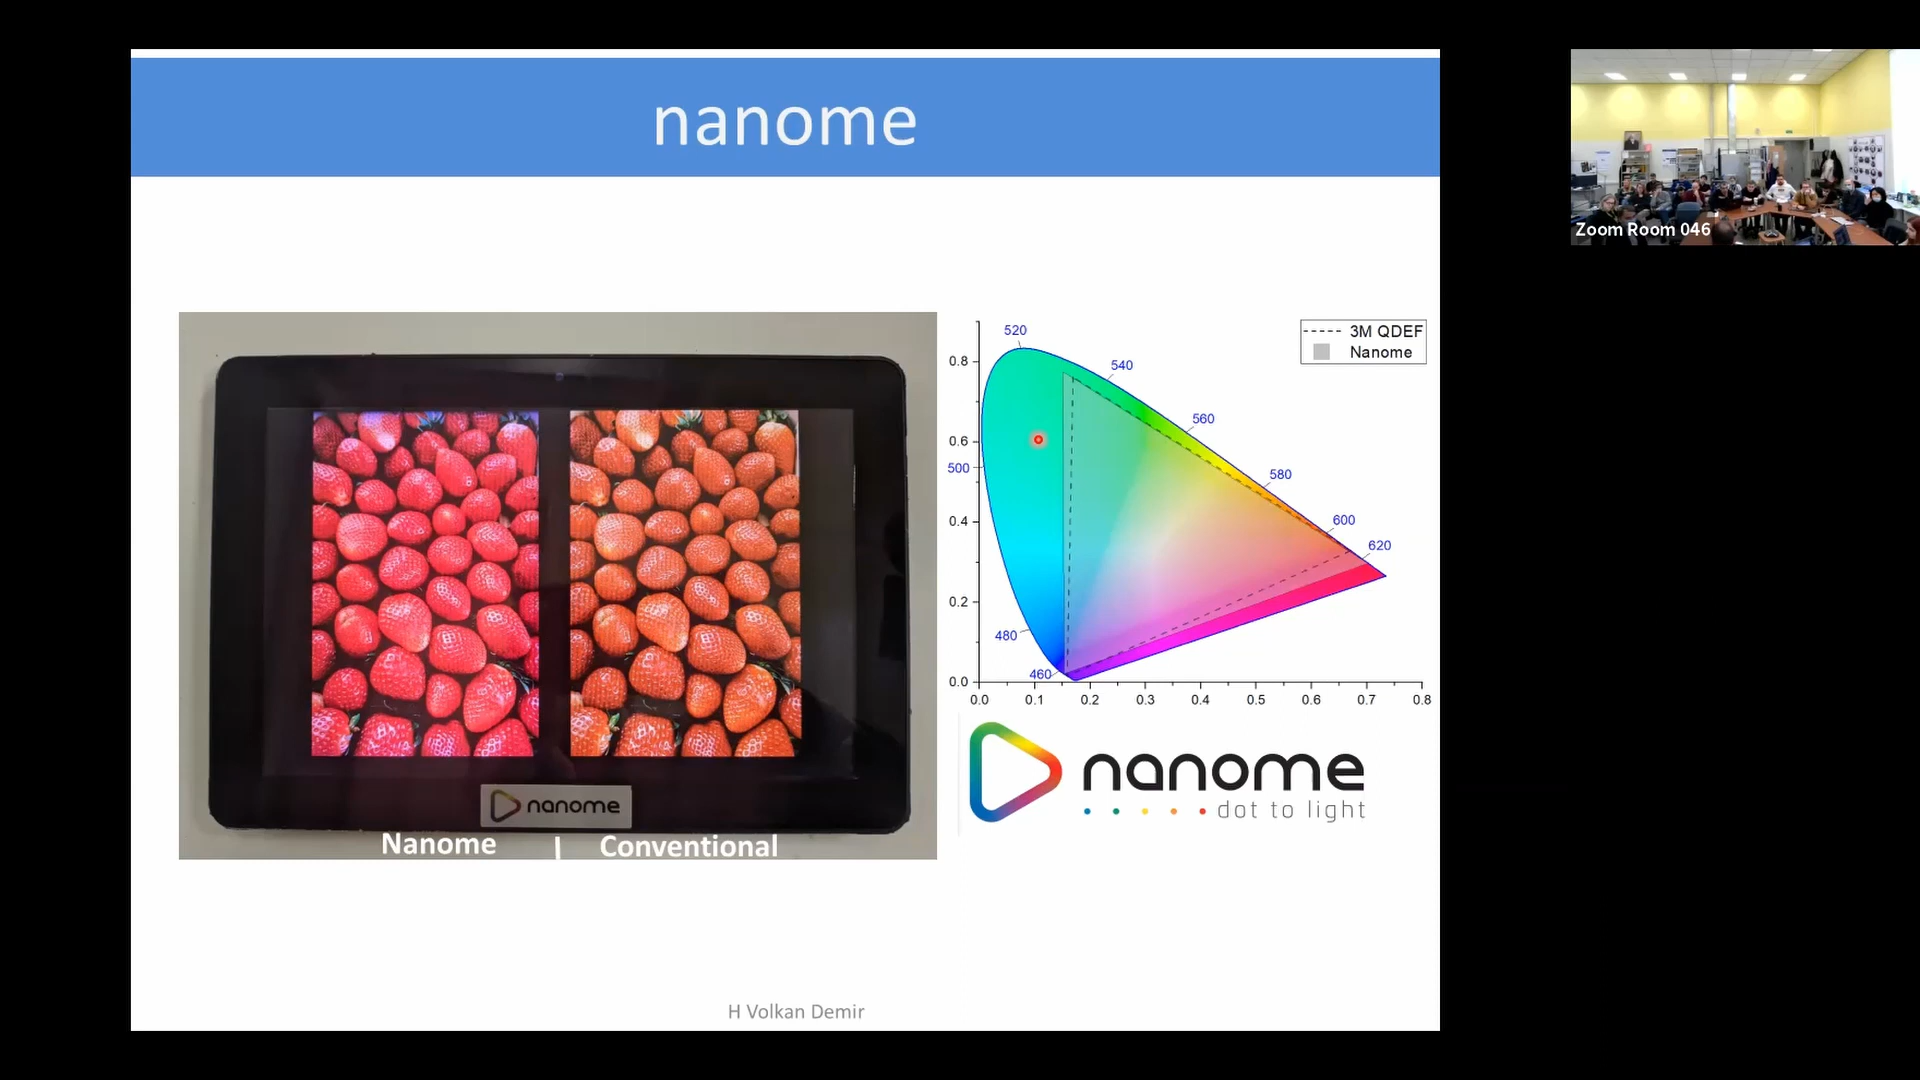 nanome
Zoom Room 046
3M QDEF
Nanome
520
540
560
580
600
620
500
480
460
0.8
0.6
0.4
0.2
0.0
0.0 0.1 0.2 0.3 0.4 0.5 0.6 0.7 0.8
nanome
Nanome | Conventional
nanome
dot to light
H Volkan Demir